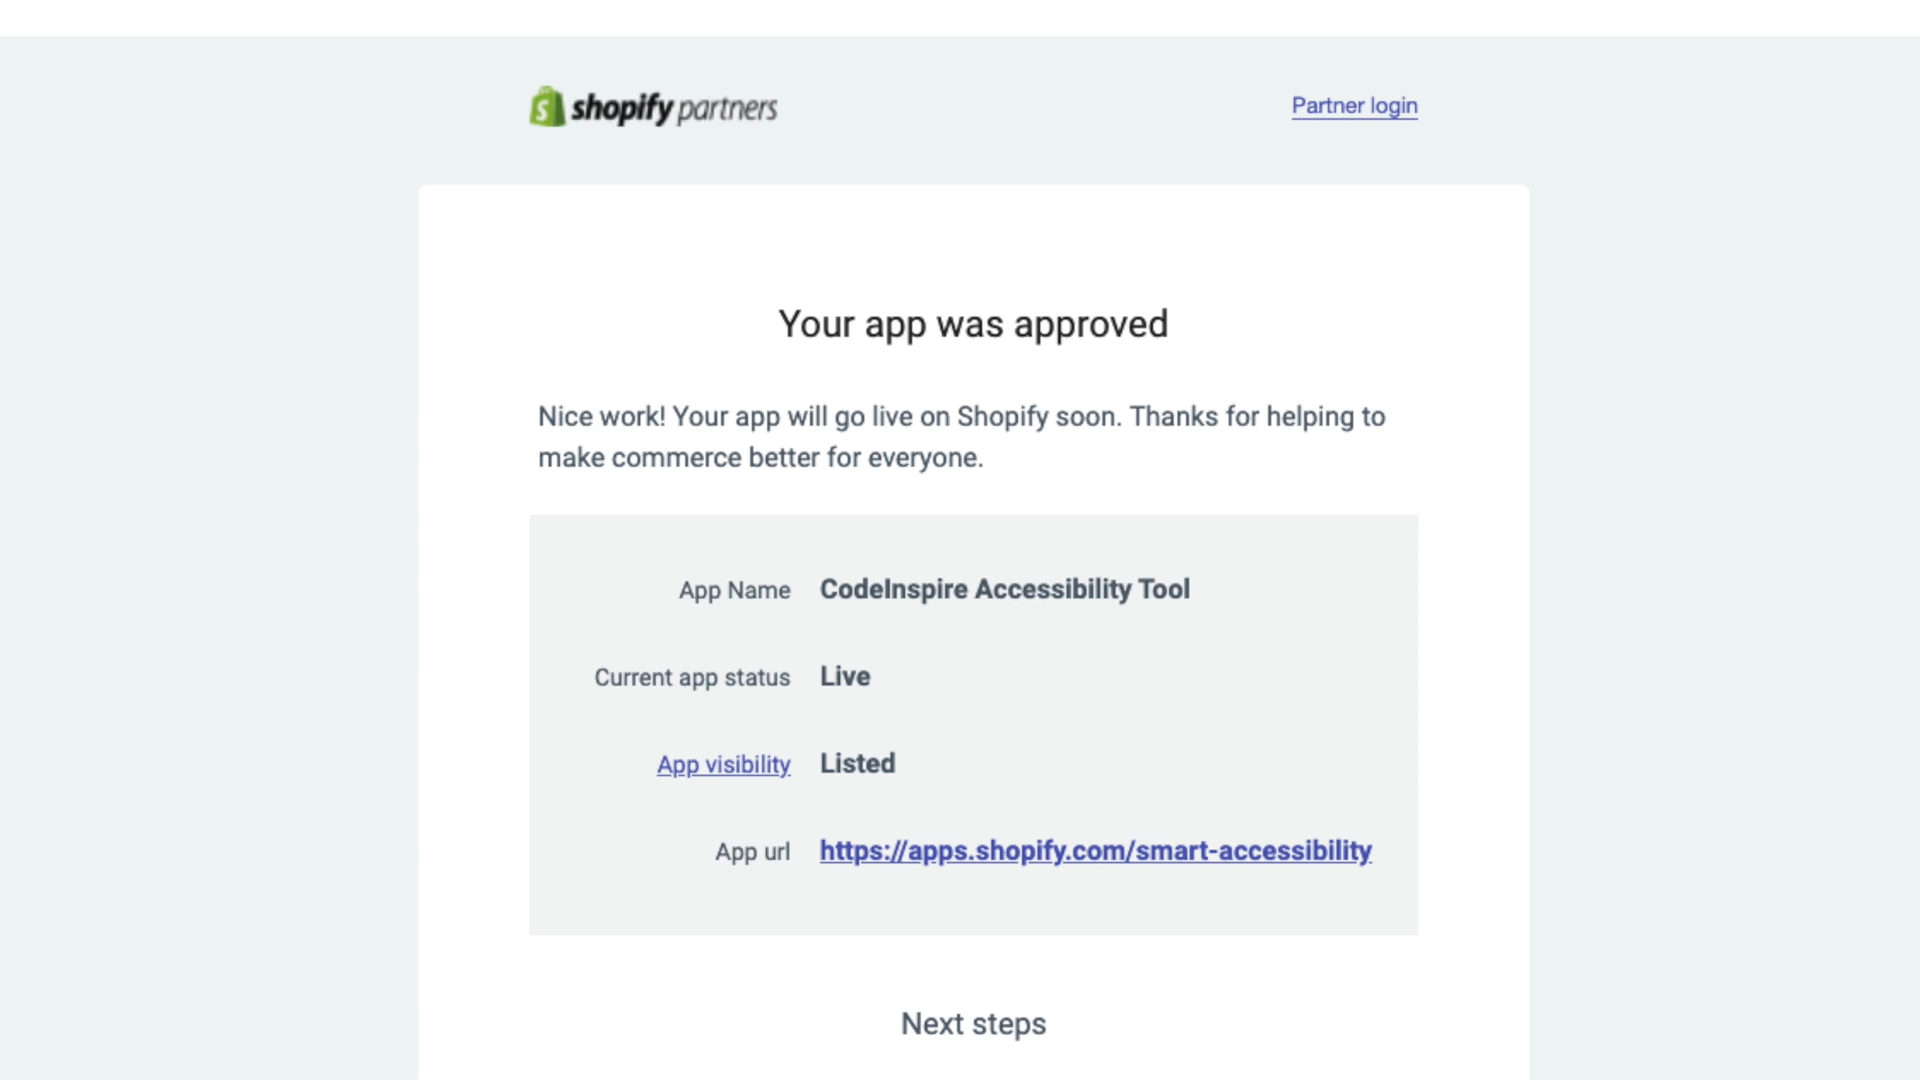 shopify partners
Partner login
Your app was approved
Nice work! Your app will go live on Shopify soon. Thanks for helping to
make commerce better for everyone.
App Name CodeInspire Accessibility Tool
Current app status Live
App visibility Listed
App url https://apps.shopify.com/smart-accessibility
Next steps